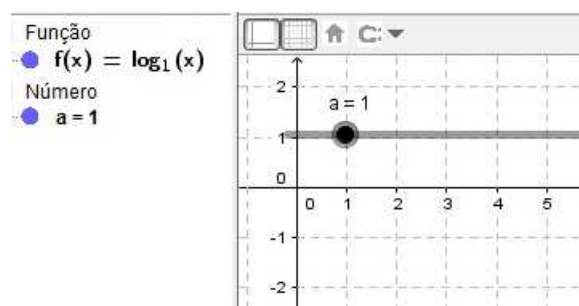 Função
f(x) = log₁(x)
Número
a = 1
a = 1
2
1
0
-1
-2
0 1 2 3 4 5